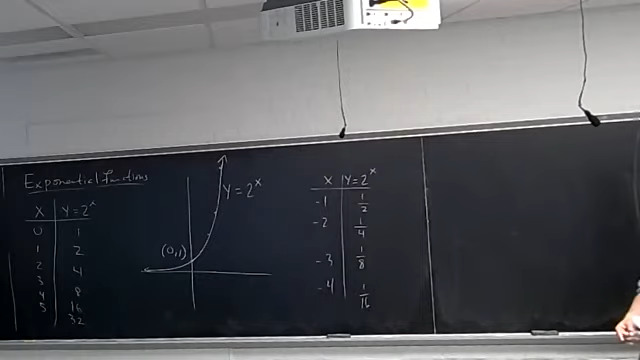 Exponential functions
X | Y = 2^x
0 | 1
1 | 2
2 | 4
3 | 8
4 | 16
5 | 32
Y = 2^x
(0,1)
X | Y = 2^x
-1 | 1/2
-2 | 1/4
-3 | 1/8
-4 | 1/16